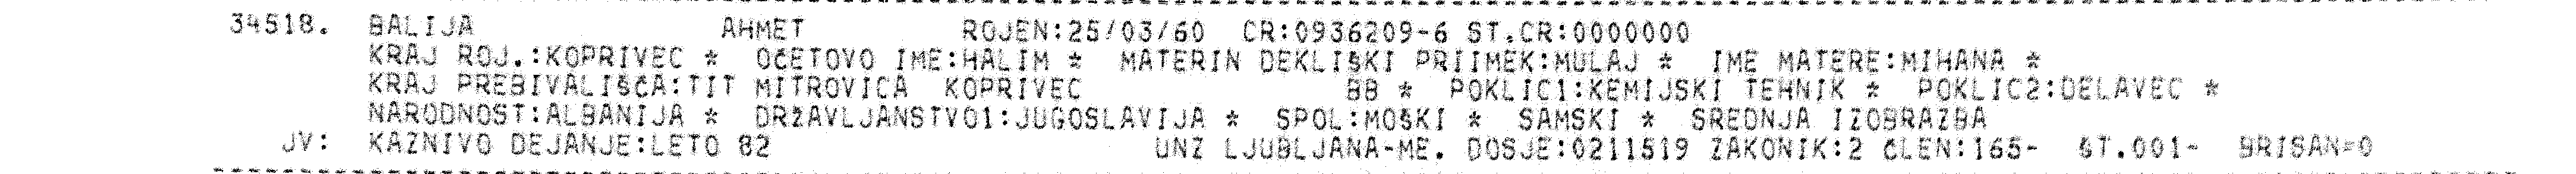 34518. BALIJA AHMET ROJEN:25/03/60 CR:0936209-6 ST.CR:0000000
KRAJ ROJ.:KOPRIVEC * OČETOVO IME:HALIM * MATERIN DEKLIŠKI PRIIMEK:MULAJ * IME MATERE:MIHANA *
KRAJ PREBIVALIŠČA:TIT MITROVICA KOPRIVEC BB * POKLIC1:KEMIJSKI TEHNIK * POKLIC2:DELAVEC *
NARODNOST:ALBANIJA * DRŽAVLJANSTVO1:JUGOSLAVIJA * SPOL:MOŠKI * SAMSKI * SREDNJA IZOBRAZBA
JV: KAZNIVO DEJANJE:LETO 82 UNZ LJUBLJANA-ME. DOSJE:0211519 ZAKONIK:2 ČLEN:165- ŠT.001- BRISAN=0